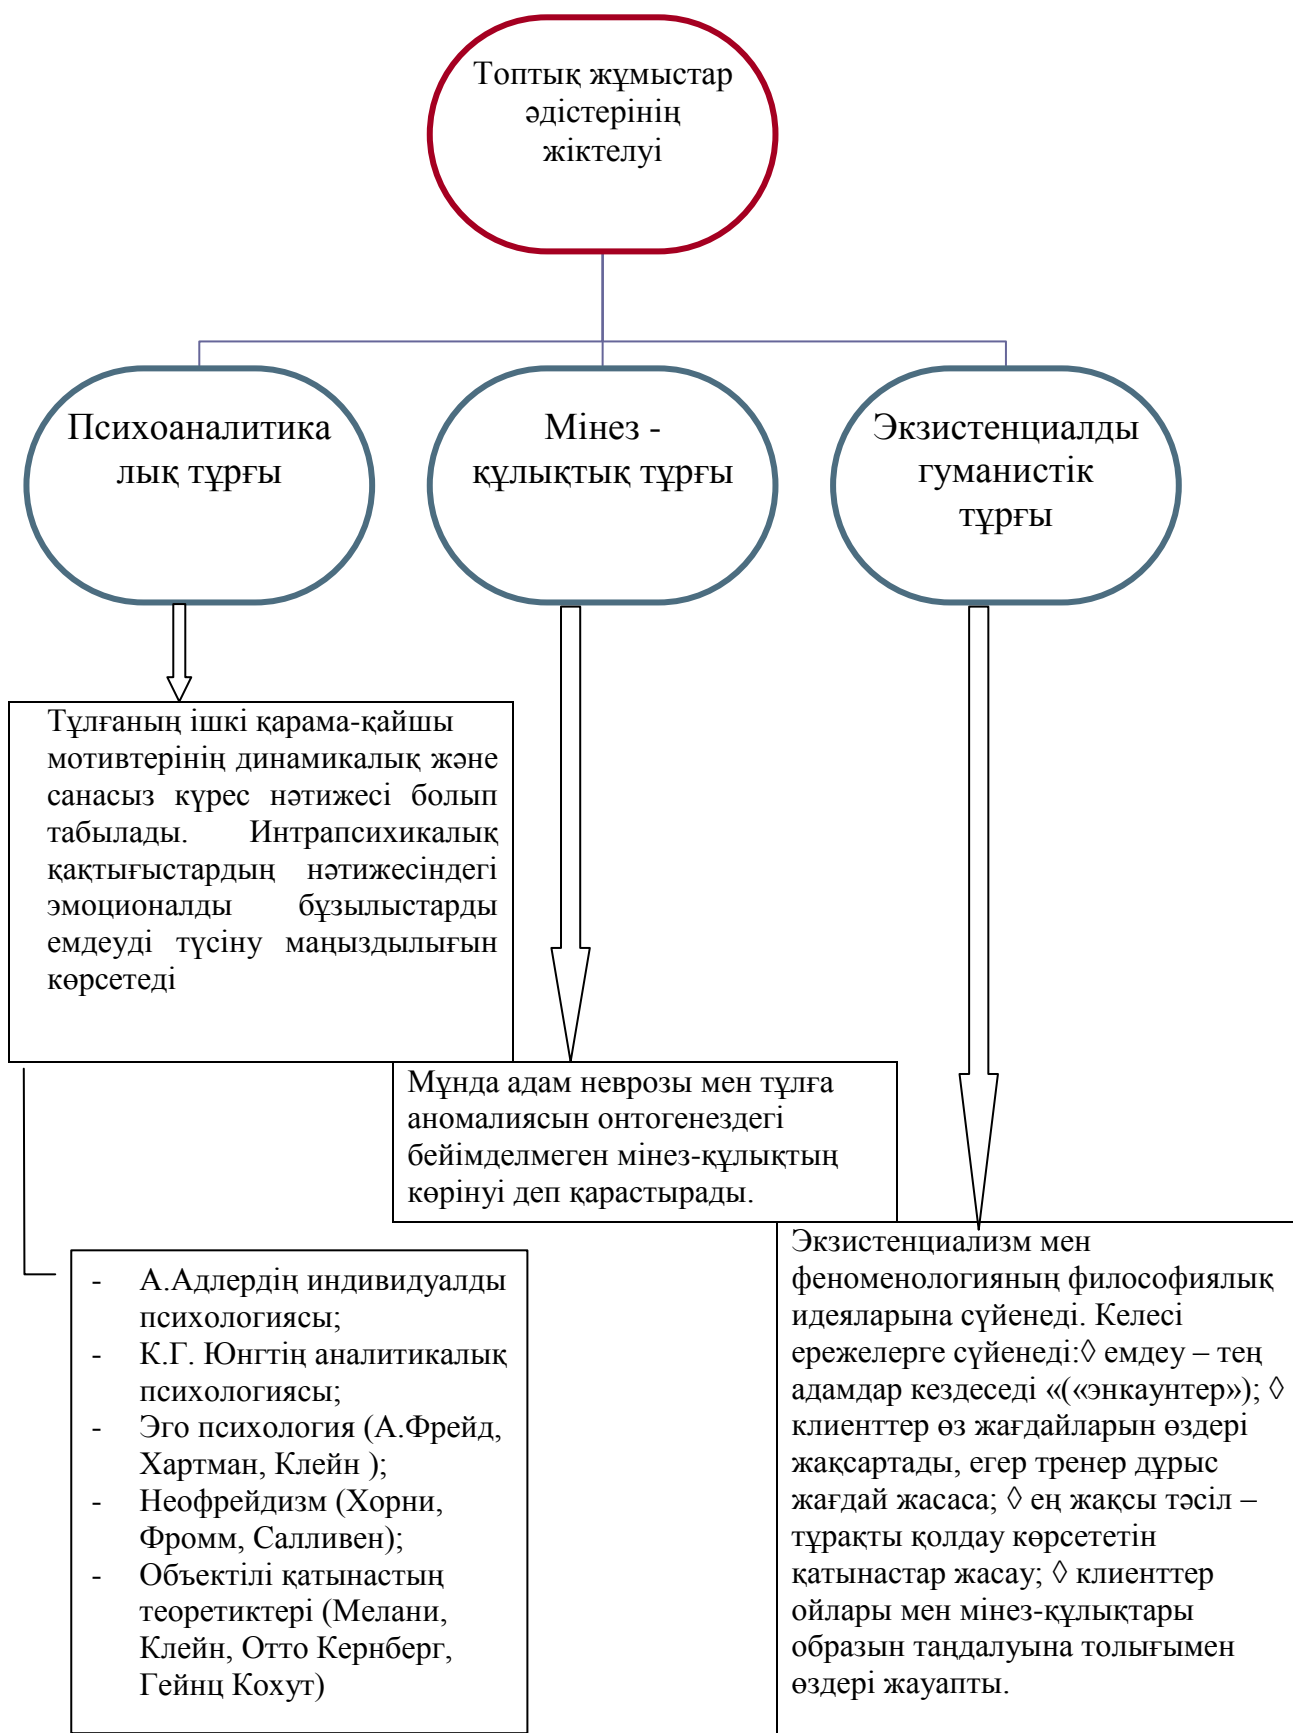 Топтық жұмыстар
әдістерінің
жіктелуі
Психоаналитика
лық тұрғы
Мінез -
құлықтық тұрғы
Экзистенциалды
гуманистік
тұрғы
Тұлғаның ішкі қарама-қайшы
мотивтерінің динамикалық және
санасыз күрес нәтижесі болып
табылады. Интрапсихикалық
қақтығыстардың нәтижесіндегі
эмоционалды бұзылыстарды
емдеуді түсіну маңыздылығын
көрсетеді
Мұнда адам неврозы мен тұлға
аномалиясын онтогенездегі
бейімделмеген мінез-құлықтың
көрінуі деп қарастырады.
- А.Адлердің индивидуалды
психологиясы;
- К.Г. Юнгтің аналитикалық
психологиясы;
- Эго психология (А.Фрейд,
Хартман, Клейн );
- Неофрейдизм (Хорни,
Фромм, Салливен);
- Объектілі қатынастың
теоретиктері (Мелани,
Клейн, Отто Кернберг,
Гейнц Кохут)
Экзистенциализм мен
феноменологияның философиялық
идеяларына сүйенеді. Келесі
ережелерге сүйенеді:◊ емдеу – тең
адамдар кездеседі «(«энкаунтер»); ◊
клиенттер өз жағдайларын өздері
жақсартады, егер тренер дұрыс
жағдай жасаса; ◊ ең жақсы тәсіл –
тұрақты қолдау көрсететін
қатынастар жасау; ◊ клиенттер
ойлары мен мінез-құлықтары
образын таңдалуына толығымен
өздері жауапты.